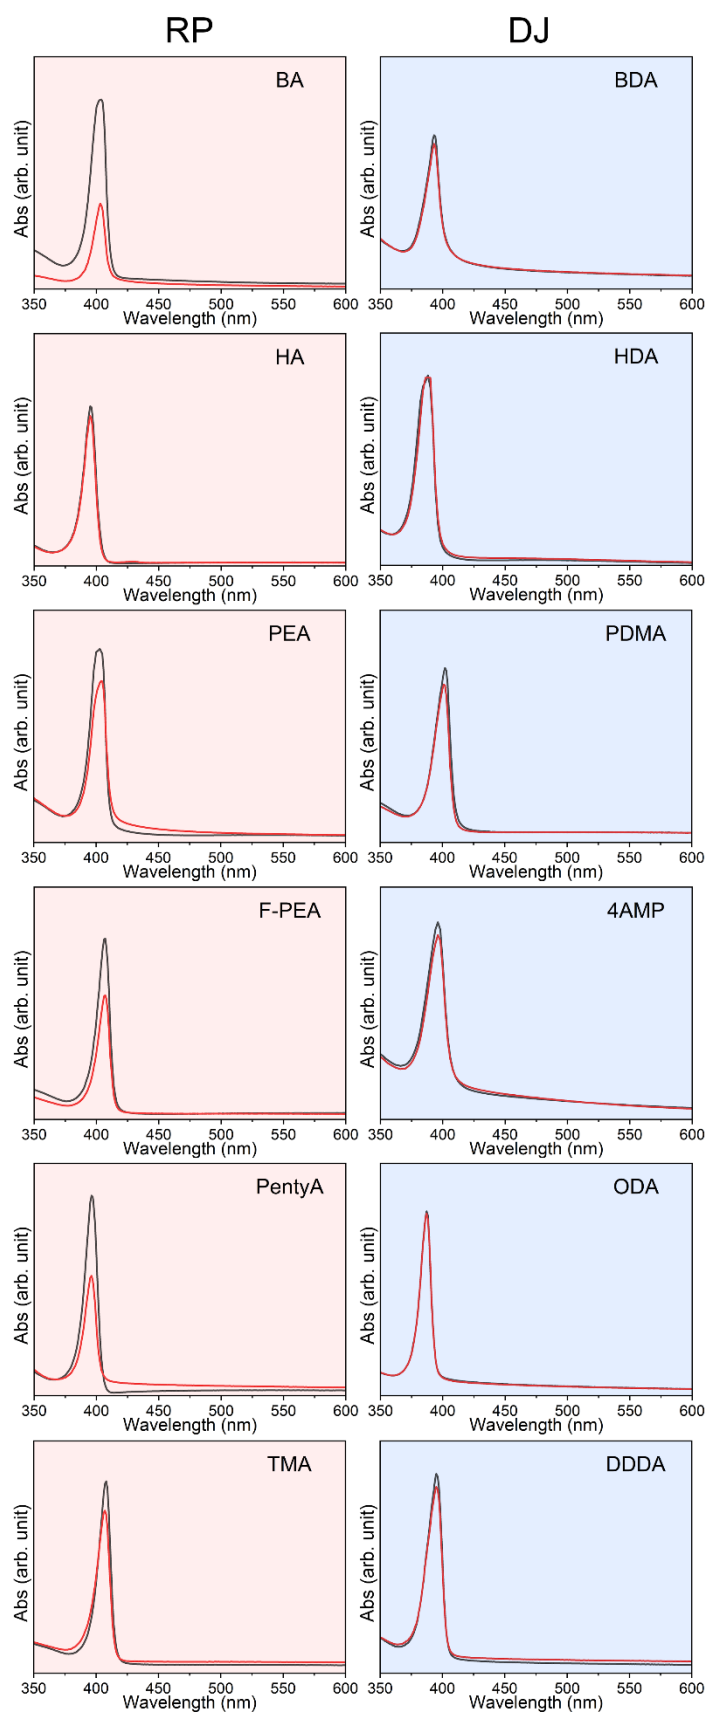 RP
DJ
BA
Abs (arb. unit)
350 400 450 500 550 600
Wavelength (nm)
BDA
Abs (arb. unit)
350 400 450 500 550 600
Wavelength (nm)
HA
Abs (arb. unit)
350 400 450 500 550 600
Wavelength (nm)
HDA
Abs (arb. unit)
350 400 450 500 550 600
Wavelength (nm)
PEA
Abs (arb. unit)
350 400 450 500 550 600
Wavelength (nm)
PDMA
Abs (arb. unit)
350 400 450 500 550 600
Wavelength (nm)
F-PEA
Abs (arb. unit)
350 400 450 500 550 600
Wavelength (nm)
4AMP
Abs (arb. unit)
350 400 450 500 550 600
Wavelength (nm)
PentyA
Abs (arb. unit)
350 400 450 500 550 600
Wavelength (nm)
ODA
Abs (arb. unit)
350 400 450 500 550 600
Wavelength (nm)
TMA
Abs (arb. unit)
350 400 450 500 550 600
Wavelength (nm)
DDDA
Abs (arb. unit)
350 400 450 500 550 600
Wavelength (nm)